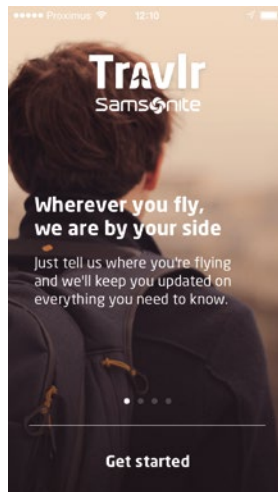 Proximus 12:10
Travlr
Samsonite
Wherever you fly,
we are by your side
Just tell us where you're flying
and we'll keep you updated on
everything you need to know.
Get started